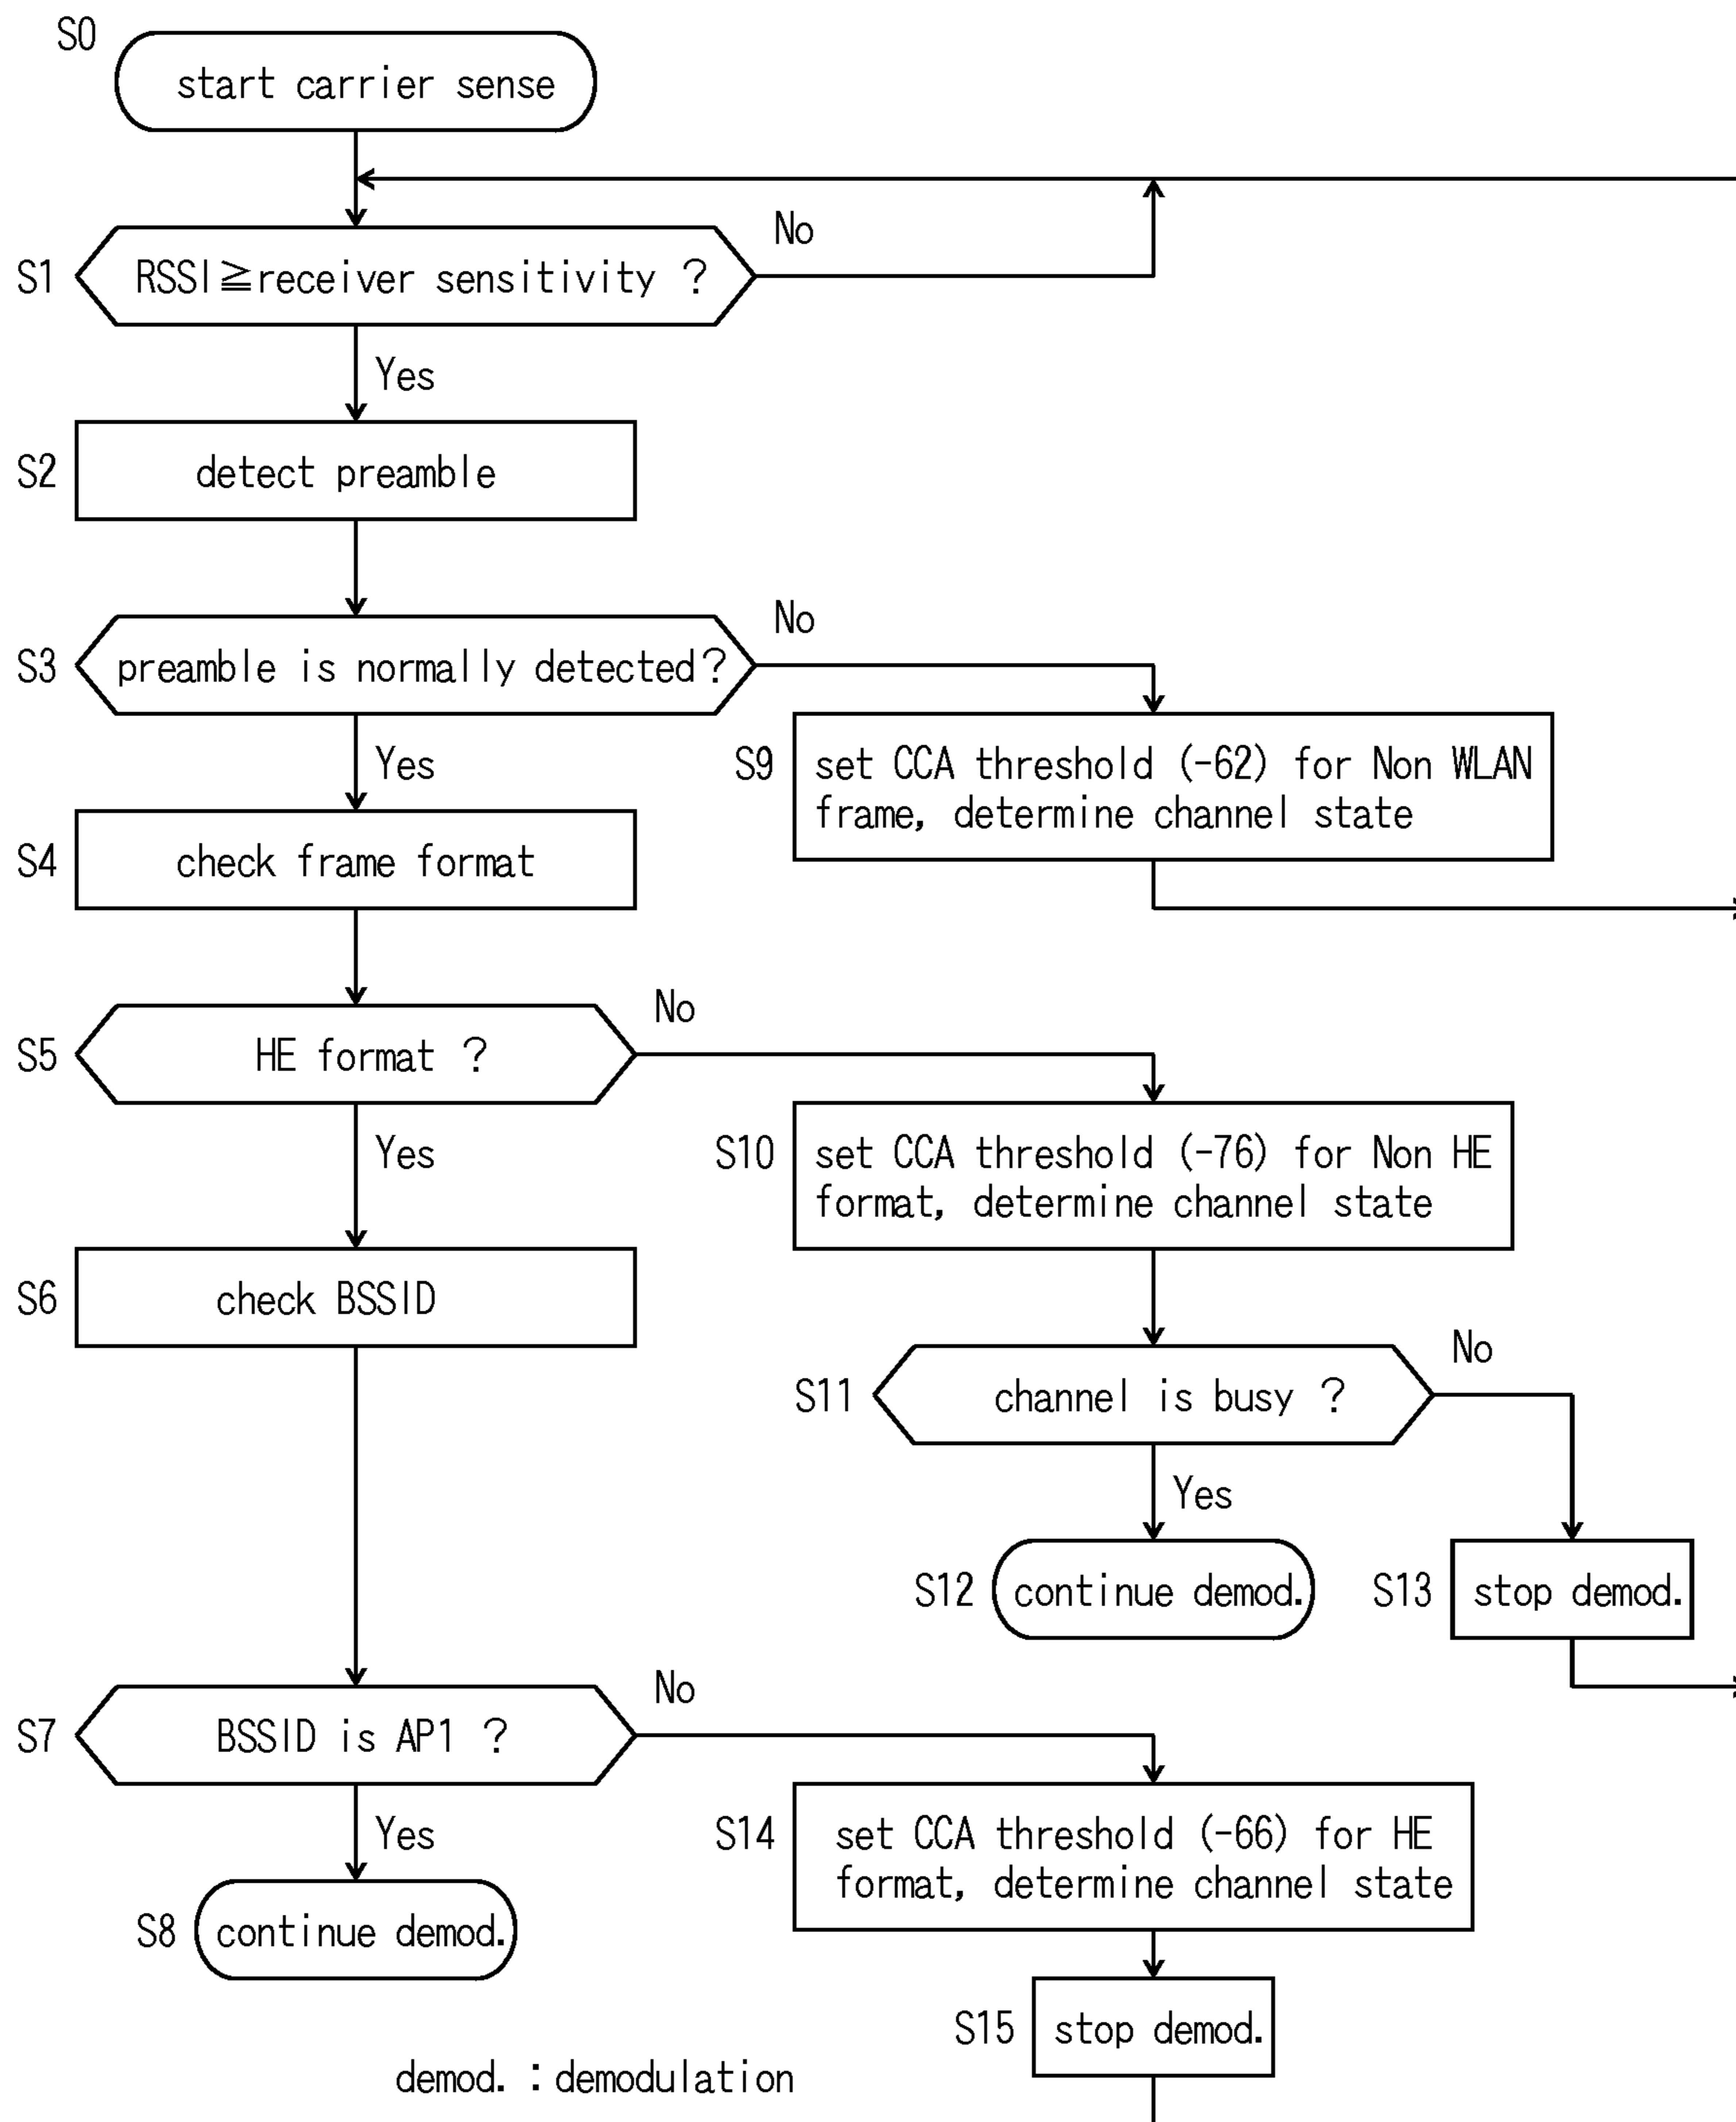 S0
start carrier sense
No
S1
RSSI≧receiver sensitivity ?
Yes
S2
detect preamble
No
S3
preamble is normally detected?
Yes
S9
set CCA threshold (-62) for Non WLAN
frame, determine channel state
S4
check frame format
No
S5
HE format ?
Yes
S10
set CCA threshold (-76) for Non HE
format, determine channel state
S6
check BSSID
No
S11
channel is busy ?
Yes
S12
continue demod.
S13
stop demod.
No
S7
BSSID is AP1 ?
Yes
S14
set CCA threshold (-66) for HE
format, determine channel state
S8
continue demod.
S15
stop demod.
demod. : demodulation